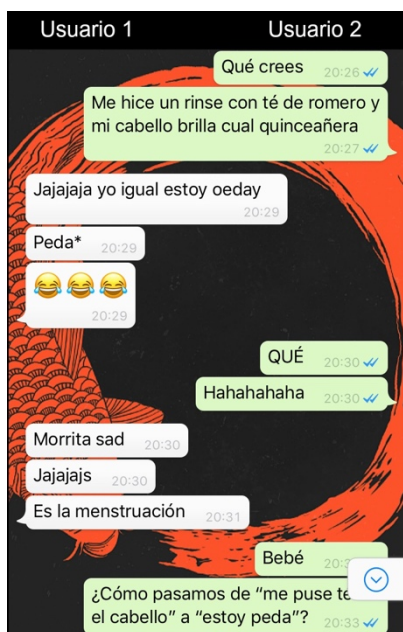 Usuario 1 Usuario 2
Qué crees 20:26
Me hice un rinse con té de romero y
mi cabello brilla cual quinceañera
20:27
Jajajaja yo igual estoy oeday
20:29
Peda* 20:29
😂😂😂
20:29
QUÉ 20:30
Hahahahaha 20:30
Morrita sad 20:30
Jajajajs 20:30
Es la menstruación 20:31
Bebé
¿Cómo pasamos de “me puse
el cabello” a “estoy peda”? 20:33